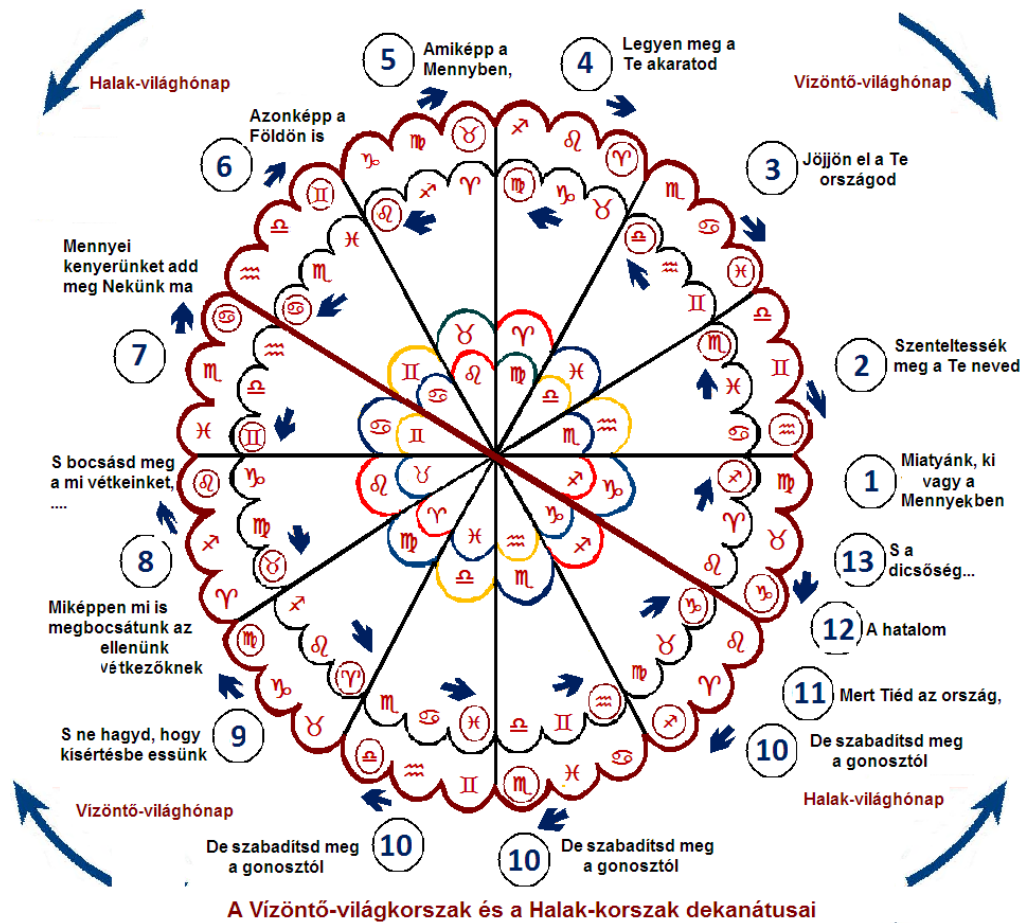 Halak-világhónap
Vízöntő-világhónap
5
Amiképp a
Mennyben,
4
Legyen meg a
Te akaratod
6
Azonképp a
Földön is
3
Jöjjön el a Te
országod
7
Mennyei
kenyerünket add
meg Nekünk ma
2
Szenteltessék
meg a Te neved
S bocsásd meg
a mi vétkeinket,
....
8
1
Miatyánk, ki
vagy a
Mennyekben
13
S a
dicsőség...
12
A hatalom
Miképpen mi is
megbocsátunk az
ellenünk
vétkezőknek
11
Mert Tiéd az ország,
9
S ne hagyd, hogy
kísértésbe essünk
10
De szabadítsd meg
a gonosztól
Vízöntő-világhónap
Halak-világhónap
De szabadítsd meg
a gonosztól
10
10
De szabadítsd meg
a gonosztól
A Vízöntő-világkorszak és a Halak-korszak dekanátusai